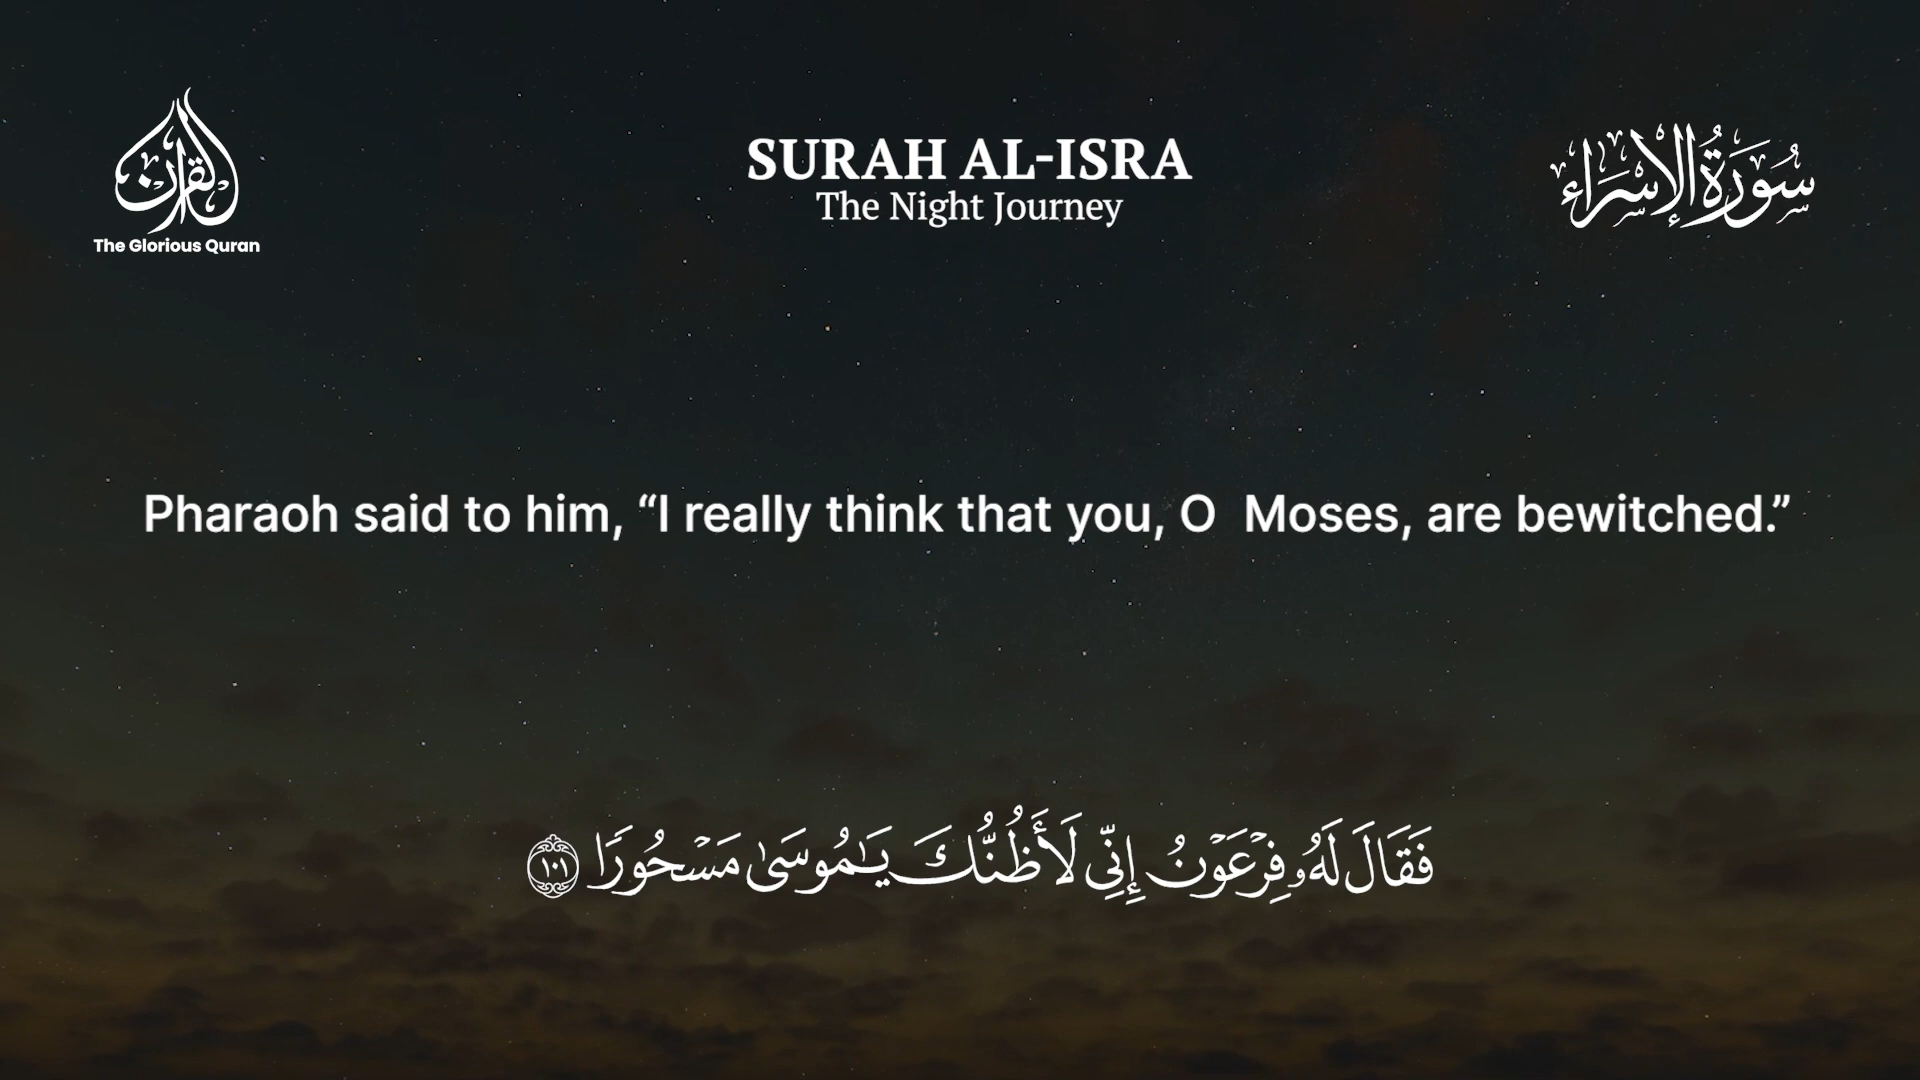 القرآن
The Glorious Quran
SURAH AL-ISRA
The Night Journey
سُورَةُ الإِسْرَاء
Pharaoh said to him, “I really think that you, O  Moses, are bewitched.”
فَقَالَ لَهُۥ فِرْعَوْنُ إِنِّى لَأَظُنُّكَ يَـٰمُوسَىٰ مَسْحُورًا ١٠١